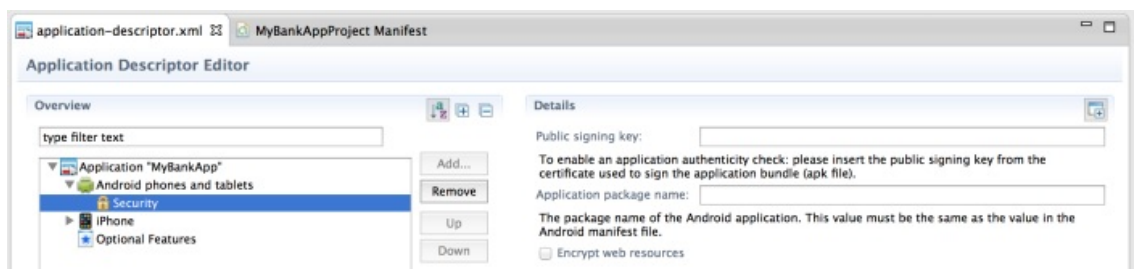 application-descriptor.xml
MyBankAppProject Manifest
Application Descriptor Editor
Overview
type filter text
Application "MyBankApp"
Android phones and tablets
Security
iPhone
Optional Features
Add...
Remove
Up
Down
Details
Public signing key:
To enable an application authenticity check: please insert the public signing key from the
certificate used to sign the application bundle (apk file).
Application package name:
The package name of the Android application. This value must be the same as the value in the
Android manifest file.
Encrypt web resources